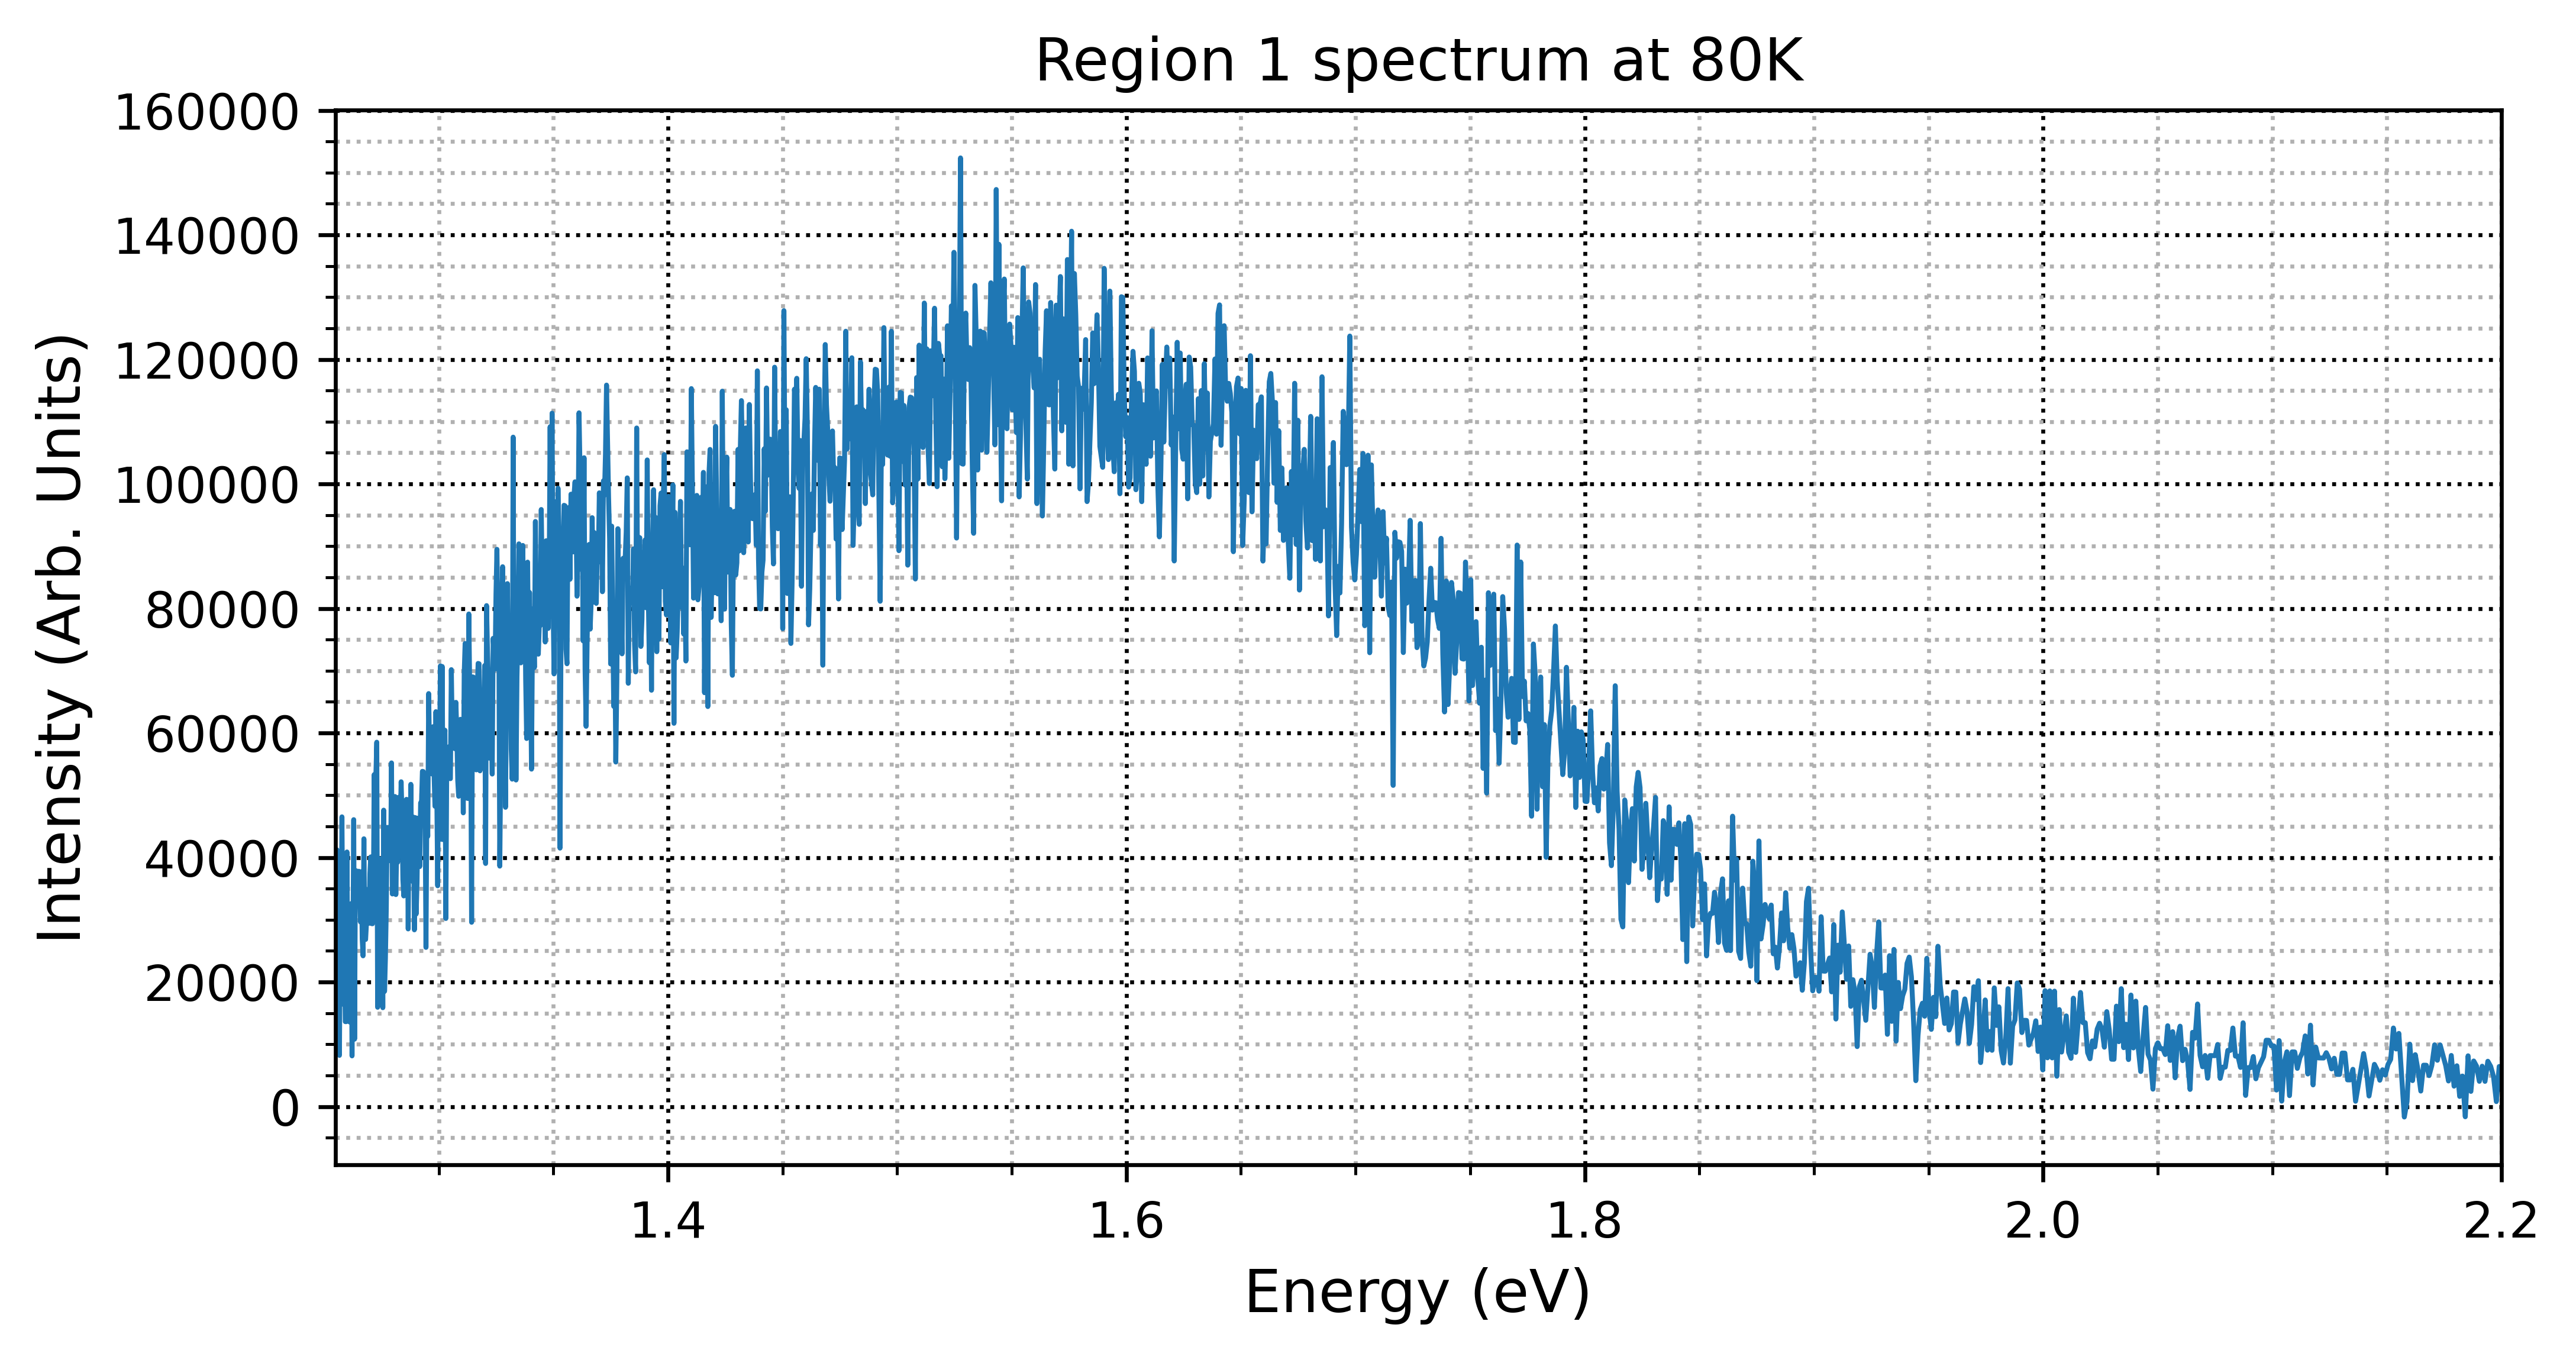 Region 1 spectrum at 80K
160000
140000
120000
100000
80000
60000
40000
20000
0
Intensity (Arb. Units)
1.4 1.6 1.8 2.0 2.2
Energy (eV)